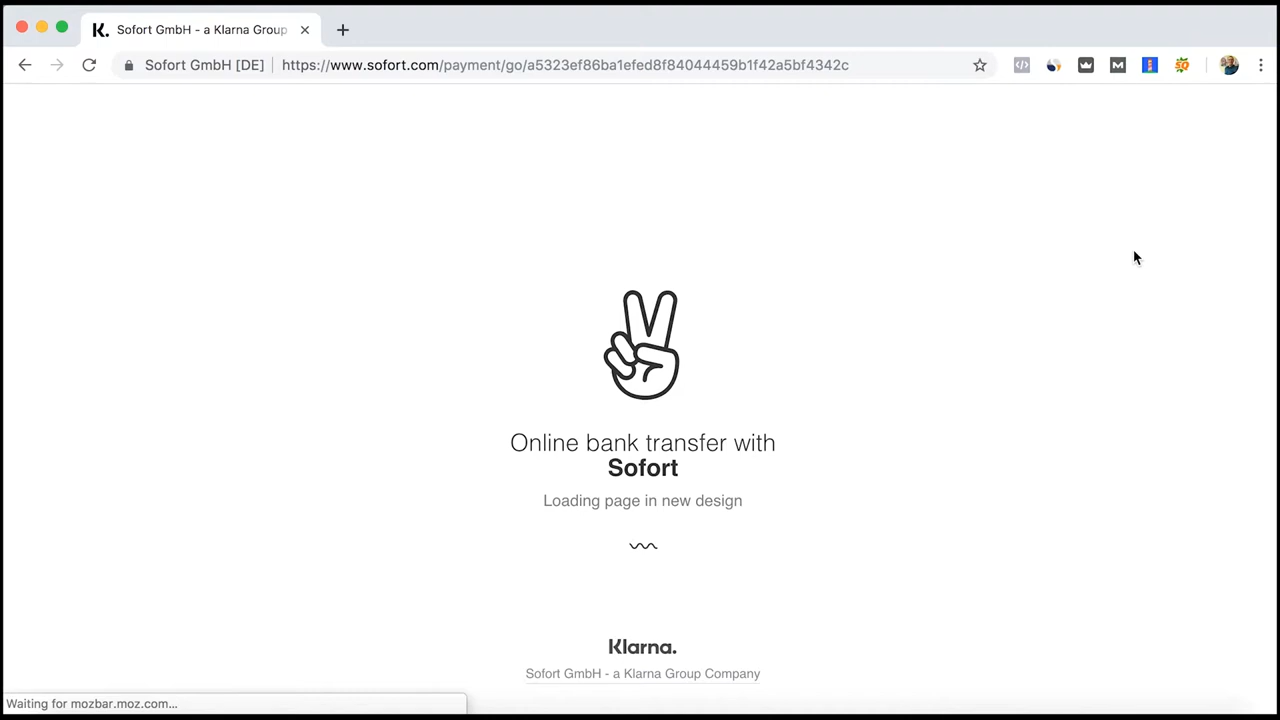 K. Sofort GmbH - a Klarna Group
Sofort GmbH [DE] https://www.sofort.com/payment/go/a5323ef86ba1efed8f84044459b1f42a5bf4342c
M
SQ
Online bank transfer with
Sofort
Loading page in new design
Klarna.
Sofort GmbH - a Klarna Group Company
Waiting for mozbar.moz.com...